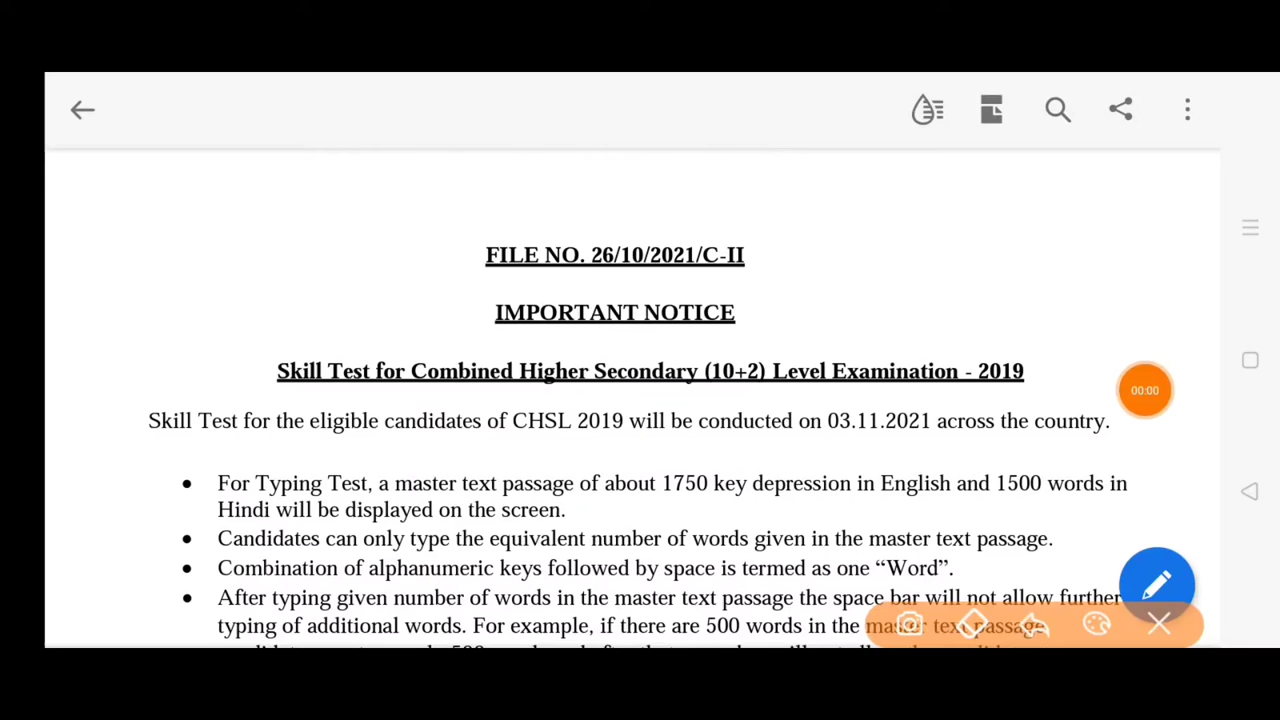 FILE NO. 26/10/2021/C-II
IMPORTANT NOTICE
Skill Test for Combined Higher Secondary (10+2) Level Examination - 2019
00:00
Skill Test for the eligible candidates of CHSL 2019 will be conducted on 03.11.2021 across the country.
• For Typing Test, a master text passage of about 1750 key depression in English and 1500 words in
Hindi will be displayed on the screen.
• Candidates can only type the equivalent number of words given in the master text passage.
• Combination of alphanumeric keys followed by space is termed as one “Word”.
• After typing given number of words in the master text passage the space bar will not allow further
typing of additional words. For example, if there are 500 words in the master text passage